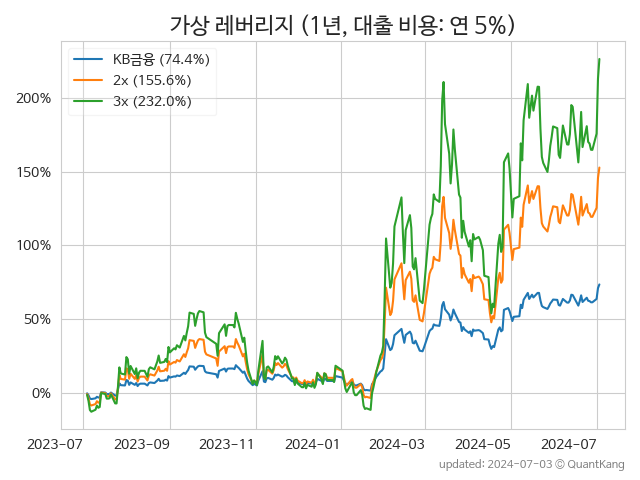 가상 레버리지 (1년, 대출 비용: 연 5%)
KB금융 (74.4%)
2x (155.6%)
3x (232.0%)
200%
150%
100%
50%
0%
2023-07 2023-09 2023-11 2024-01 2024-03 2024-05 2024-07
updated: 2024-07-03 © QuantKang